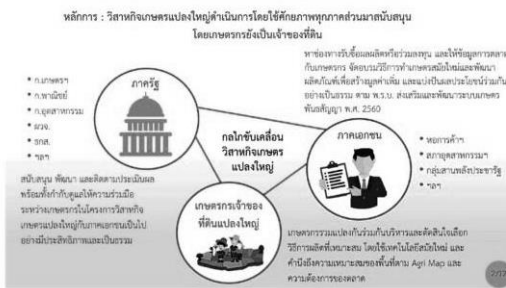 หลักการ : วิสาหกิจเกษตรแปลงใหญ่ดำเนินการโดยใช้ศักยภาพทุกภาคส่วนมาสนับสนุน
โดยเกษตรกรยังเป็นเจ้าของที่ดิน
ภาครัฐ
• ก.เกษตรฯ
• ก.พาณิชย์
• ก.อุตสาหกรรม
• ผวจ.
• ธกส.
• ฯลฯ
สนับสนุน พัฒนา และติดตามประเมินผล
พร้อมทั้งกำกับดูแลให้ความร่วมมือ
ระหว่างเกษตรกรในโครงการวิสาหกิจ
เกษตรแปลงใหญ่กับภาคเอกชนเป็นไป
อย่างมีประสิทธิภาพและเป็นธรรม
กลไกขับเคลื่อน
วิสาหกิจเกษตร
แปลงใหญ่
หาช่องทางรับซื้อผลผลิตหรือร่วมลงทุน และให้ข้อมูลการตลาด
กับเกษตรกร จัดอบรมวิธีการทำเกษตรสมัยใหม่และพัฒนา
ผลิตภัณฑ์เพื่อสร้างมูลค่าเพิ่ม และแบ่งปันผลประโยชน์ร่วมกัน
อย่างเป็นธรรม ตาม พ.ร.บ. ส่งเสริมและพัฒนาระบบเกษตร
พันธสัญญา พ.ศ. 2560
ภาคเอกชน
• หอการค้าฯ
• สภาอุตสาหกรรมฯ
• กลุ่มสานพลังประชารัฐ
• ฯลฯ
เกษตรกรเจ้าของ
ที่ดินแปลงใหญ่
เกษตรกรรวมแปลงกันร่วมกันบริหารและตัดสินใจเลือก
วิธีการผลิตที่เหมาะสม โดยใช้เทคโนโลยีสมัยใหม่ และ
คำนึงถึงความเหมาะสมของพื้นที่ตาม Agri Map และ
ความต้องการของตลาด